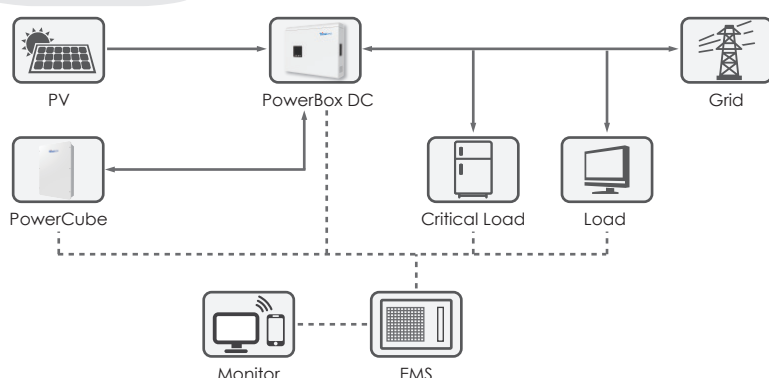 PV
PowerBox DC
Grid
PowerCube
Critical Load
Load
Monitor
EMS